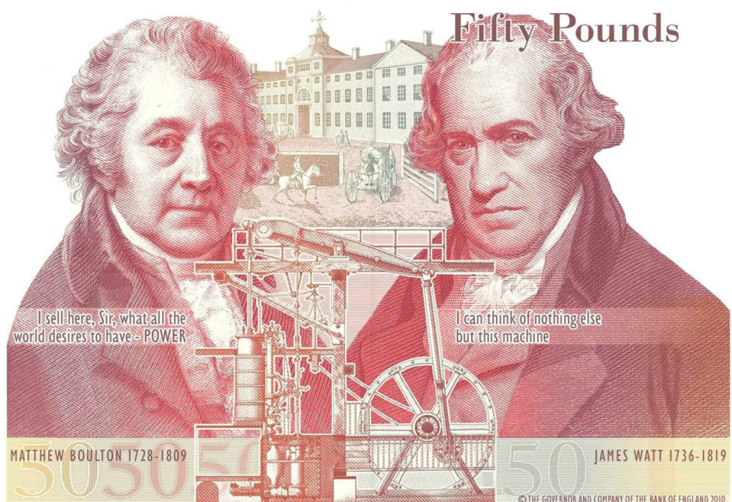 Fifty Pounds
I sell here, Sir, what all the
world desires to have - POWER
I can think of nothing else
but this machine
MATTHEW BOULTON 1728-1809
JAMES WATT 1736-1819
50 50 50
50
© THE GOVERNOR AND COMPANY OF THE BANK OF ENGLAND 2010